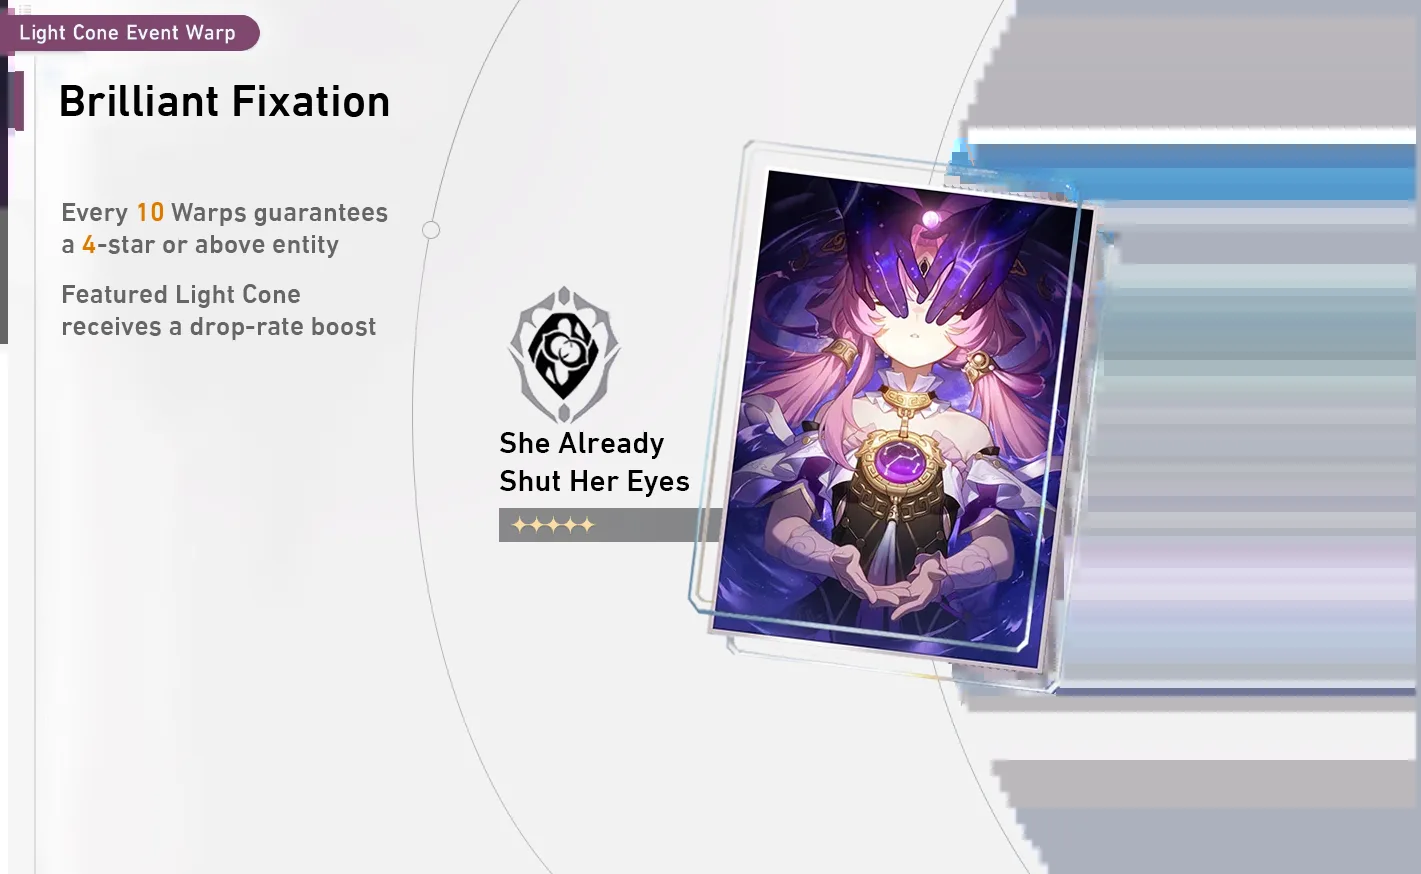 Light Cone Event Warp
Brilliant Fixation
Every 10 Warps guarantees
a 4-star or above entity
Featured Light Cone
receives a drop-rate boost
She Already
Shut Her Eyes